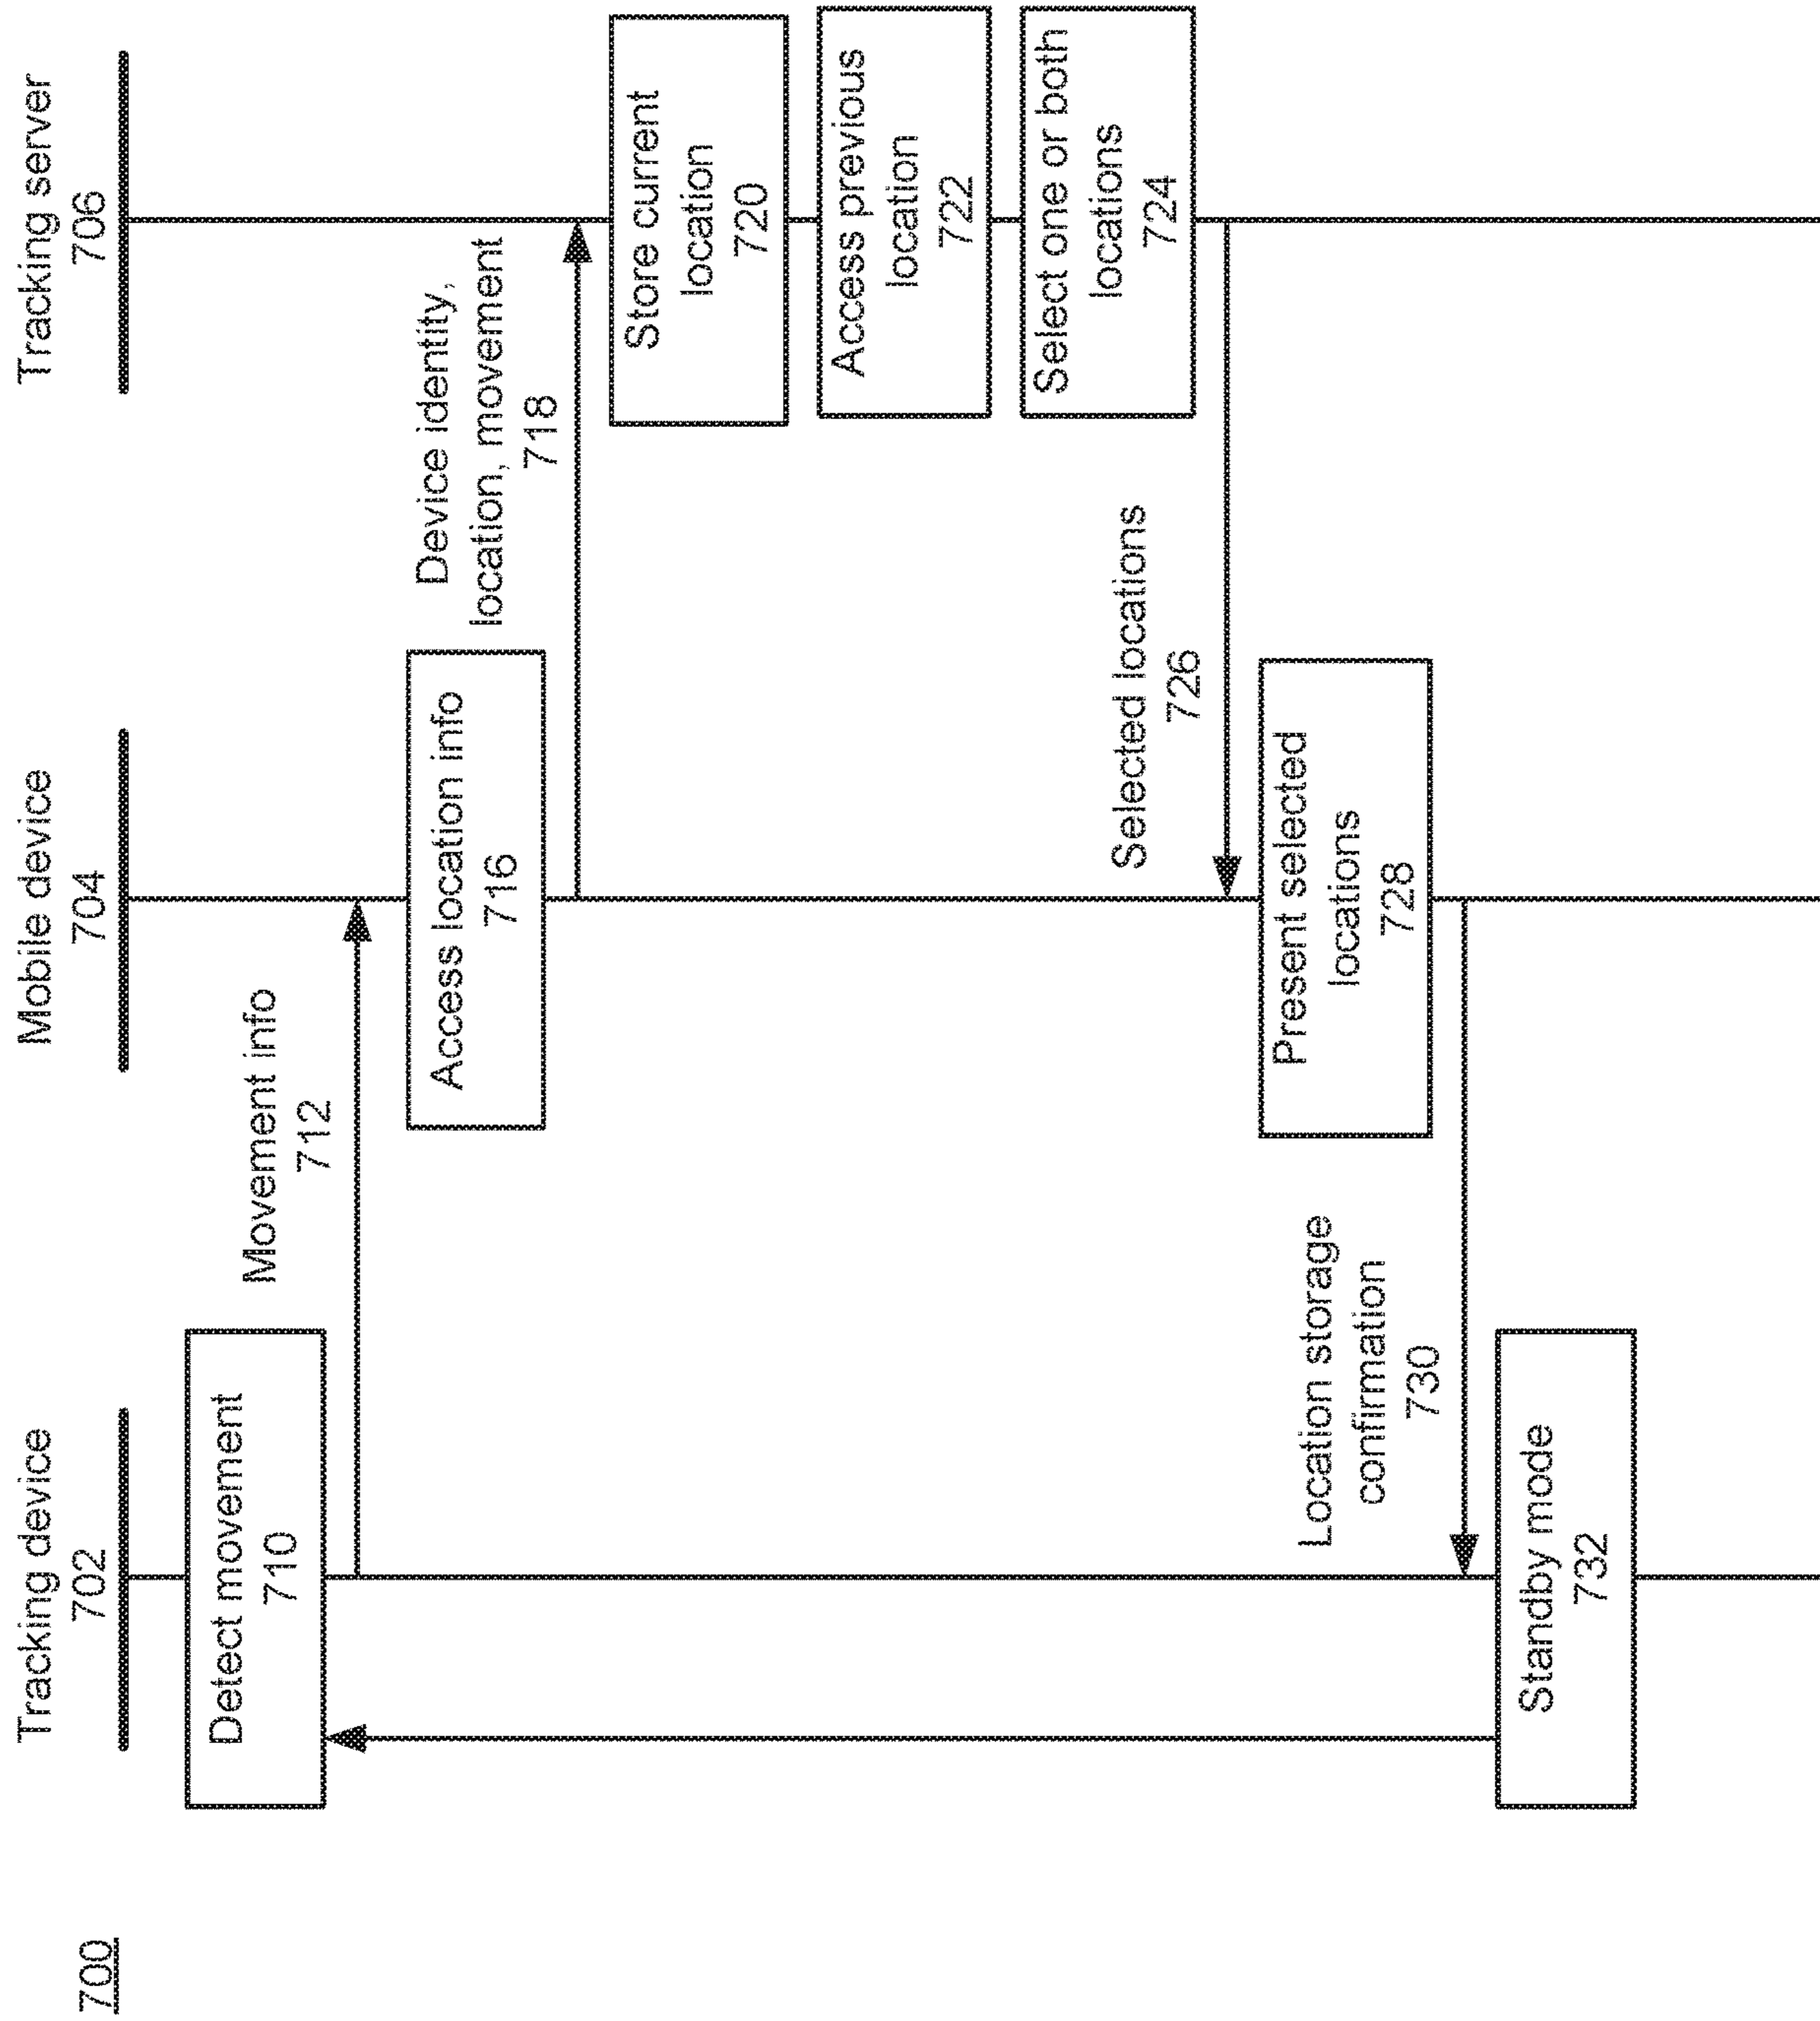 700
Tracking device
702
Mobile device
704
Tracking server
706
Detect movement
710
Movement info
712
Access location info
716
Device identity,
location, movement
718
Store current
location
720
Access previous
location
722
Select one or both
locations
724
Selected locations
726
Present selected
locations
728
Location storage
confirmation
730
Standby mode
732